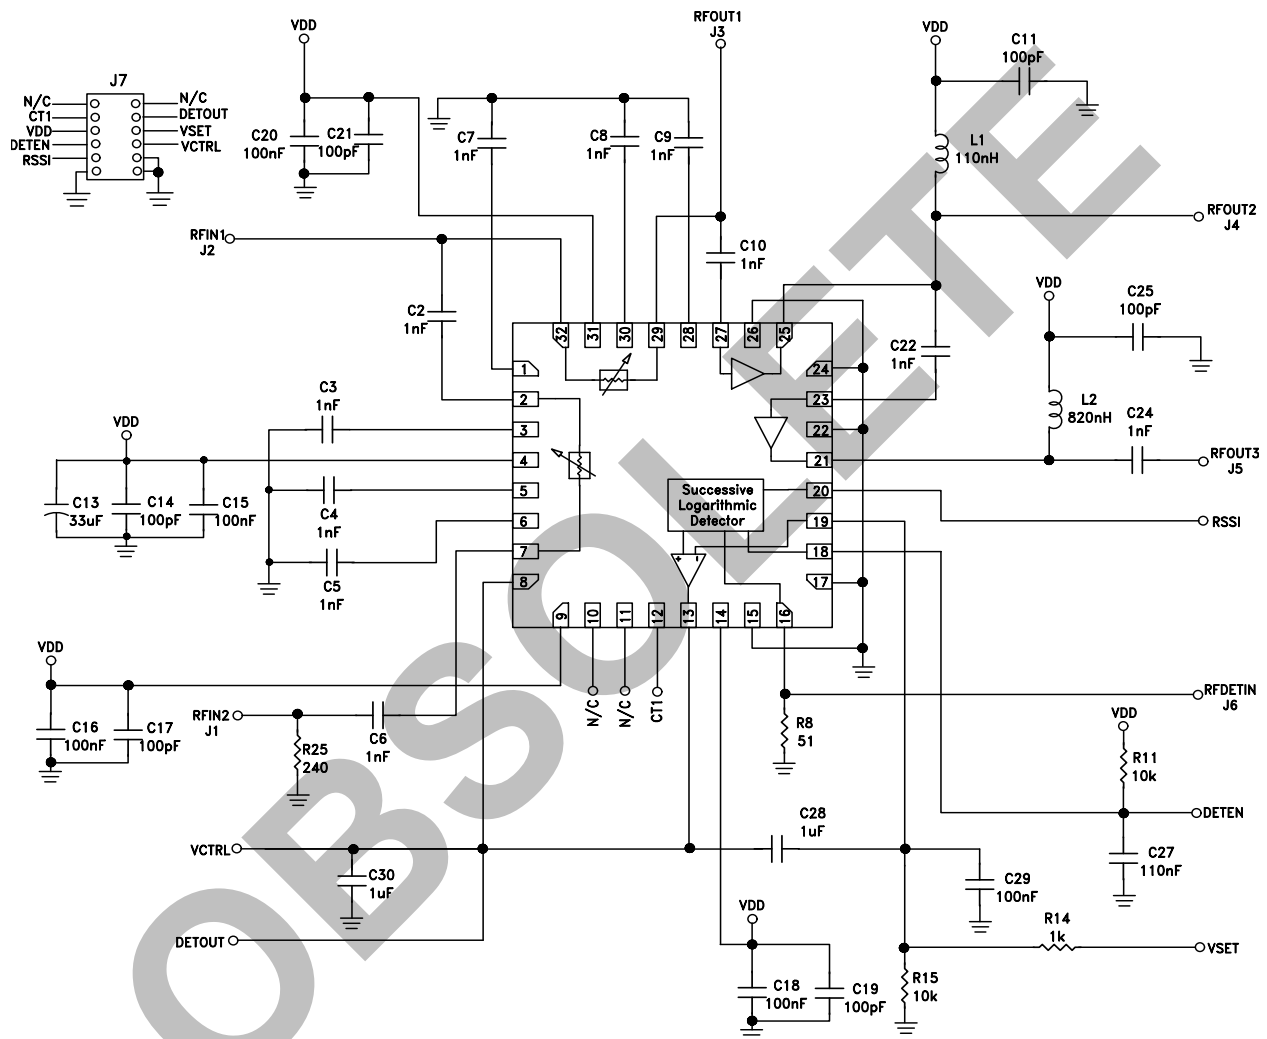 RFOUT1
J3
VDD
VDD
C11
100pF
J7
N/C
N/C
CT1
DETOUT
VDD
VSET
DETEN
VCTRL
RSSI
C20
100nF
C21
100pF
C7
1nF
C8
1nF
C9
1nF
L1
110nH
RFIN1
J2
C10
1nF
RFOUT2
J4
C2
1nF
VDD
C25
100pF
32
31
30
29
28
27
26
25
C22
1nF
1
24
C3
1nF
2
23
L2
820nH
C24
1nF
VDD
3
22
4
21
RFOUT3
J5
C13
33uF
C14
100pF
C15
100nF
C4
1nF
5
Successive
Logarithmic
Detector
20
6
19
RSSI
7
18
C5
1nF
8
+
-
17
9
10
11
12
13
14
15
16
VDD
N/C
N/C
CT1
RFDETIN
J6
C16
100nF
C17
100pF
RFIN2
J1
C6
1nF
R25
240
R8
51
VDD
R11
10k
DETEN
C28
1uF
VCTRL
C30
1uF
C27
110nF
C29
100nF
VDD
R14
1k
DETOUT
VSET
C18
100nF
C19
100pF
R15
10k
OBSOLETE